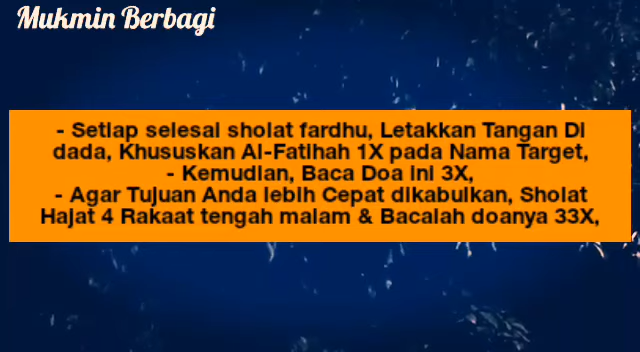 Mukmin Berbagi
- Setiap selesai sholat fardhu, Letakkan Tangan Di
dada, Khususkan Al-Fatihah 1X pada Nama Target,
- Kemudian, Baca Doa Ini 3X,
- Agar Tujuan Anda lebih Cepat dikabulkan, Sholat
Hajat 4 Rakaat tengah malam & Bacalah doanya 33X,